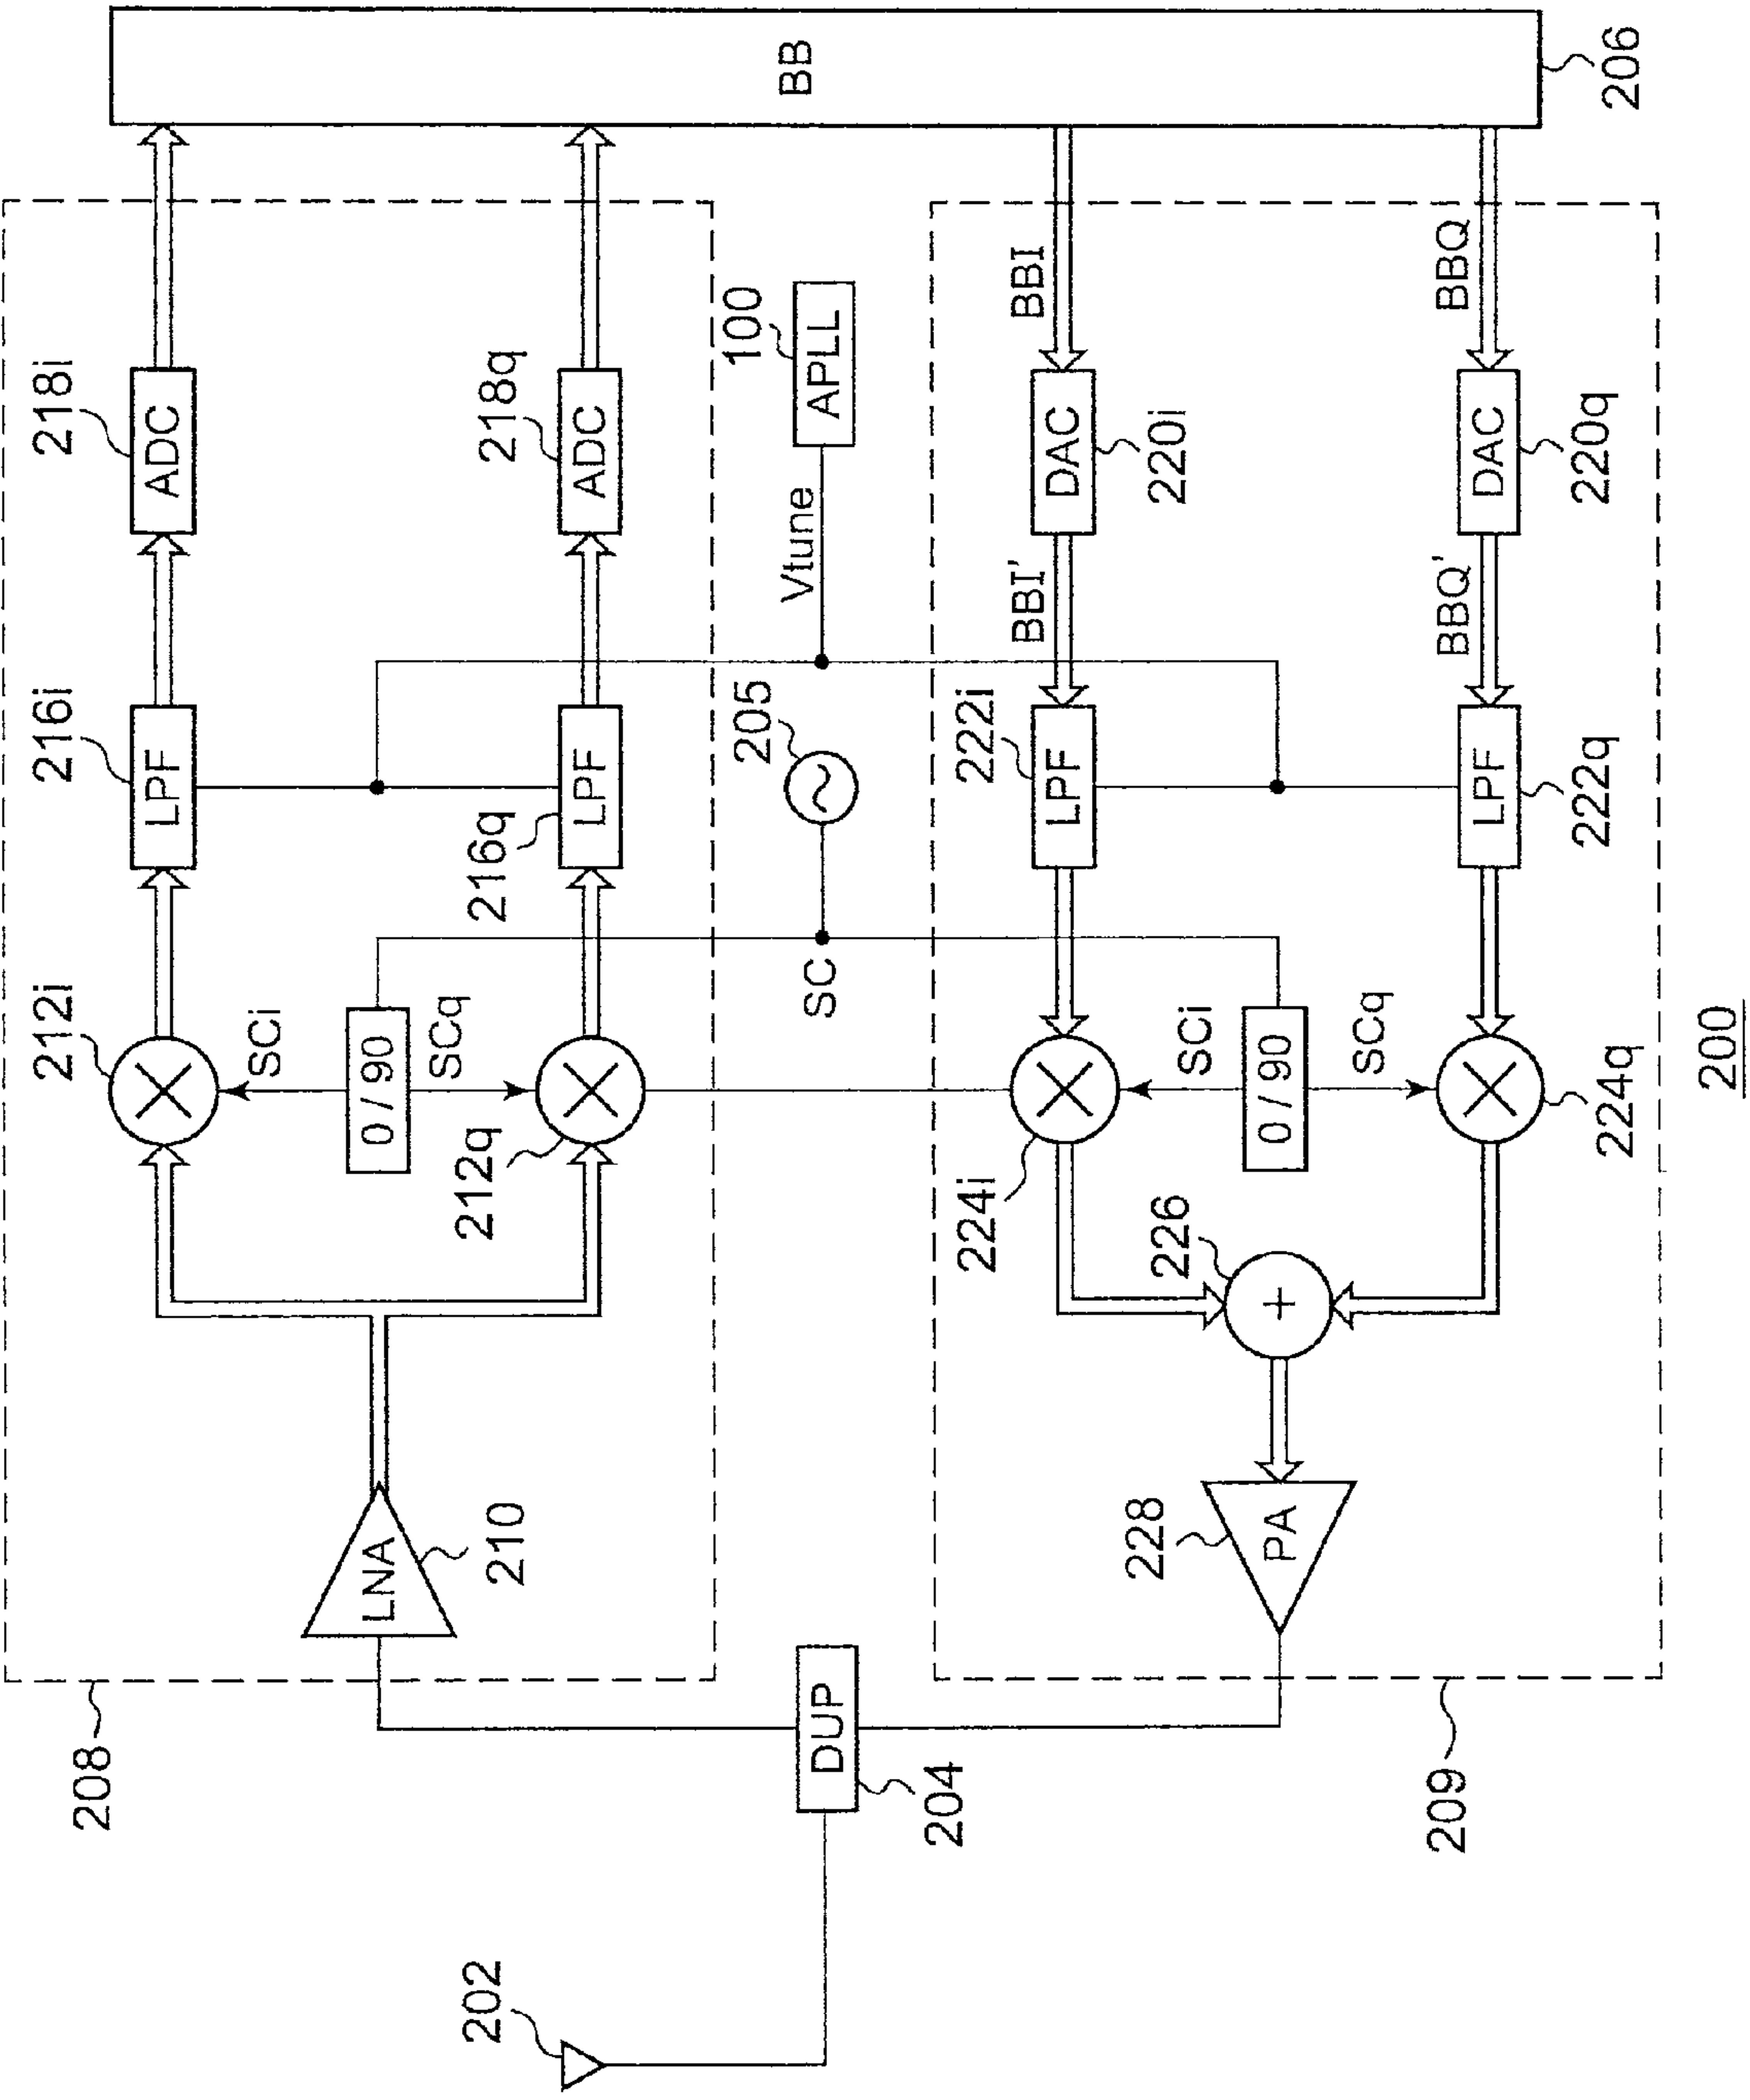 BB
206
218i
ADC
218q
ADC
100
APLL
Vtune
BBI
DAC
220i
BBI'
BBQ
DAC
220q
BBQ'
216i
LPF
216q
LPF
205
SC
222i
LPF
222q
LPF
212i
SCi
0 / 90
SCq
212q
224i
SCi
0 / 90
SCq
224q
226
+
LNA
210
228
PA
208
DUP
204
209
202
200